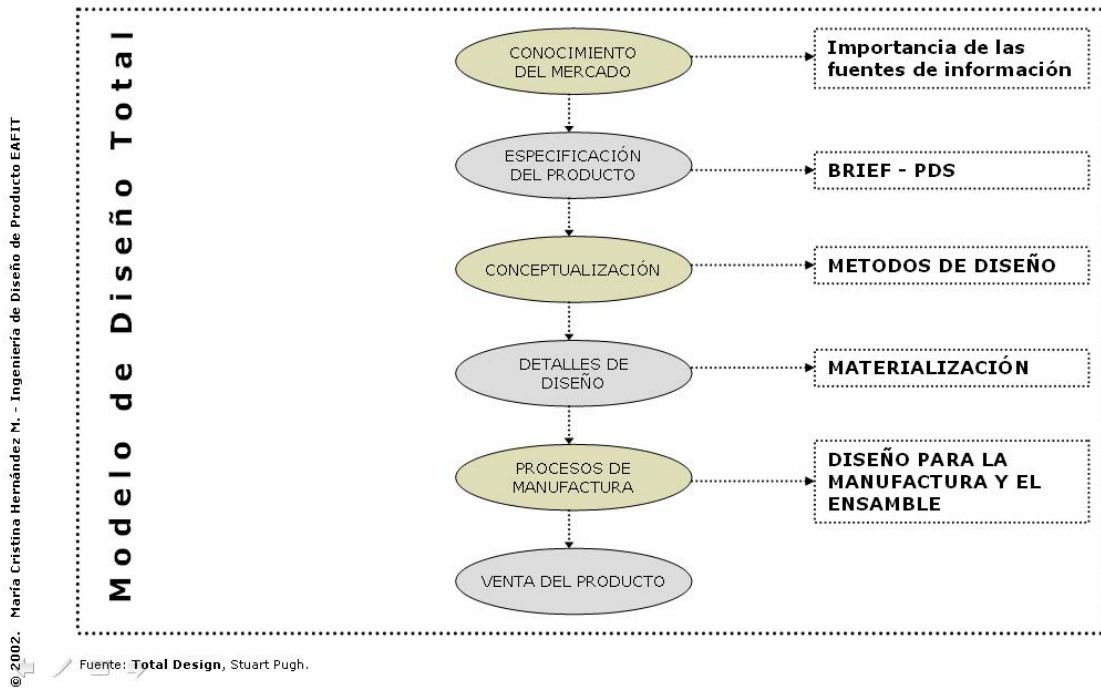 Modelo de Diseño Total
CONOCIMIENTO
DEL MERCADO
Importancia de las
fuentes de información
ESPECIFICACIÓN
DEL PRODUCTO
BRIEF - PDS
CONCEPTUALIZACIÓN
METODOS DE DISEÑO
DETALLES DE
DISEÑO
MATERIALIZACIÓN
PROCESOS DE
MANUFACTURA
DISEÑO PARA LA
MANUFACTURA Y EL
ENSAMBLE
VENTA DEL PRODUCTO
© 2002. María Cristina Hernández M. - Ingeniería de Diseño de Producto EAFIT
Fuente: Total Design, Stuart Pugh.